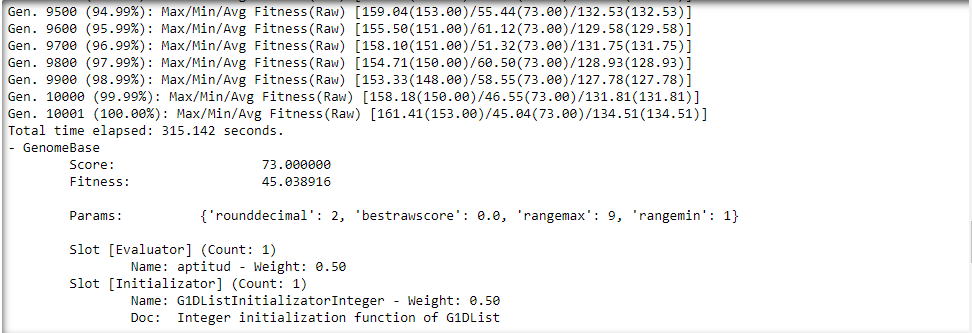 Gen. 9500 (94.99%): Max/Min/Avg Fitness(Raw) [159.04(153.00)/55.44(73.00)/132.53(132.53)]
Gen. 9600 (95.99%): Max/Min/Avg Fitness(Raw) [155.50(151.00)/61.12(73.00)/129.58(129.58)]
Gen. 9700 (96.99%): Max/Min/Avg Fitness(Raw) [158.10(151.00)/51.32(73.00)/131.75(131.75)]
Gen. 9800 (97.99%): Max/Min/Avg Fitness(Raw) [154.71(150.00)/60.50(73.00)/128.93(128.93)]
Gen. 9900 (98.99%): Max/Min/Avg Fitness(Raw) [153.33(148.00)/58.55(73.00)/127.78(127.78)]
Gen. 10000 (99.99%): Max/Min/Avg Fitness(Raw) [158.18(150.00)/46.55(73.00)/131.81(131.81)]
Gen. 10001 (100.00%): Max/Min/Avg Fitness(Raw) [161.41(153.00)/45.04(73.00)/134.51(134.51)]
Total time elapsed: 315.142 seconds.
- GenomeBase
Score: 73.000000
Fitness: 45.038916
Params: {'rounddecimal': 2, 'bestrawscore': 0.0, 'rangemax': 9, 'rangemin': 1}
Slot [Evaluator] (Count: 1)
Name: aptitud - Weight: 0.50
Slot [Initializator] (Count: 1)
Name: G1DListInitializatorInteger - Weight: 0.50
Doc: Integer initialization function of G1DList